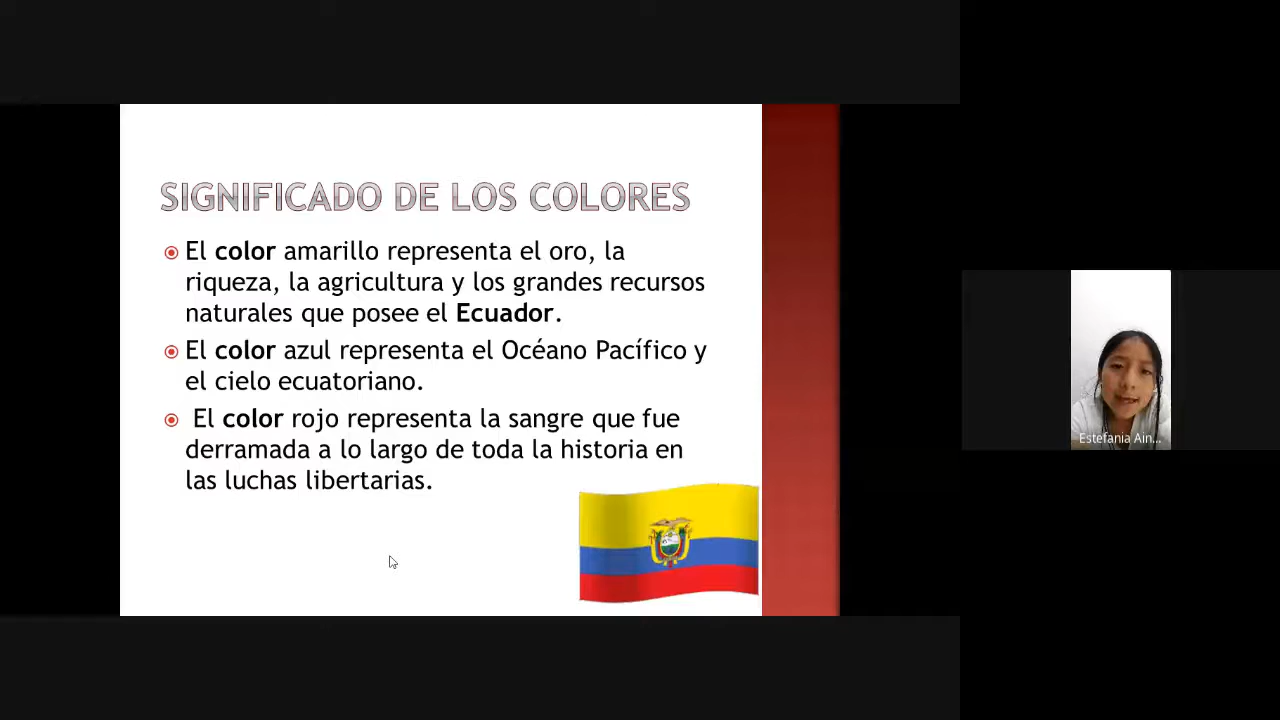 SIGNIFICADO DE LOS COLORES
El color amarillo representa el oro, la
riqueza, la agricultura y los grandes recursos
naturales que posee el Ecuador.
El color azul representa el Océano Pacífico y
el cielo ecuatoriano.
El color rojo representa la sangre que fue
derramada a lo largo de toda la historia en
las luchas libertarias.
Estefania Ain...